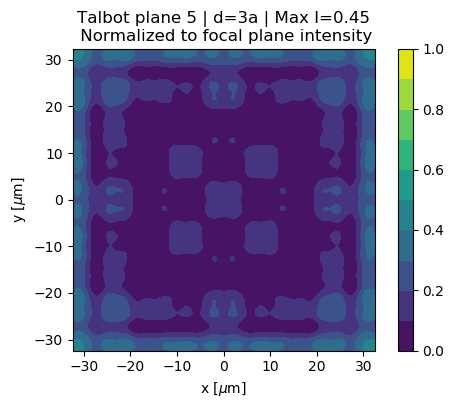 Talbot plane 5 | d=3a | Max I=0.45
Normalized to focal plane intensity
30
20
10
0
−10
−20
−30
y [μm]
−30 −20 −10 0 10 20 30
x [μm]
1.0
0.8
0.6
0.4
0.2
0.0